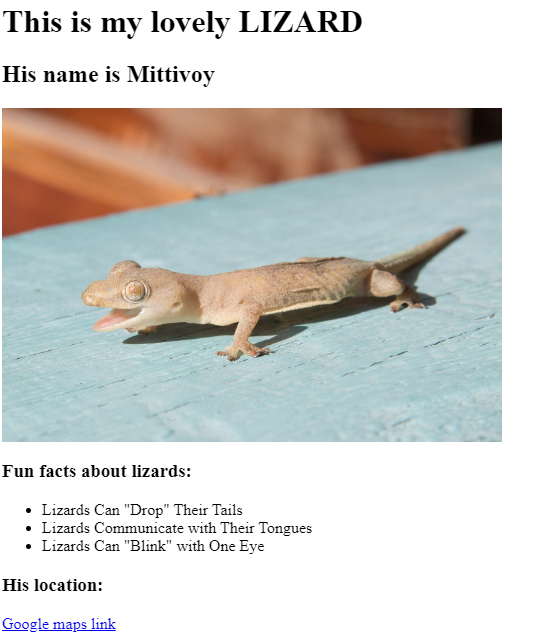 This is my lovely LIZARD
His name is Mittivoy
Fun facts about lizards:
Lizards Can "Drop" Their Tails
Lizards Communicate with Their Tongues
Lizards Can "Blink" with One Eye
His location:
Google maps link